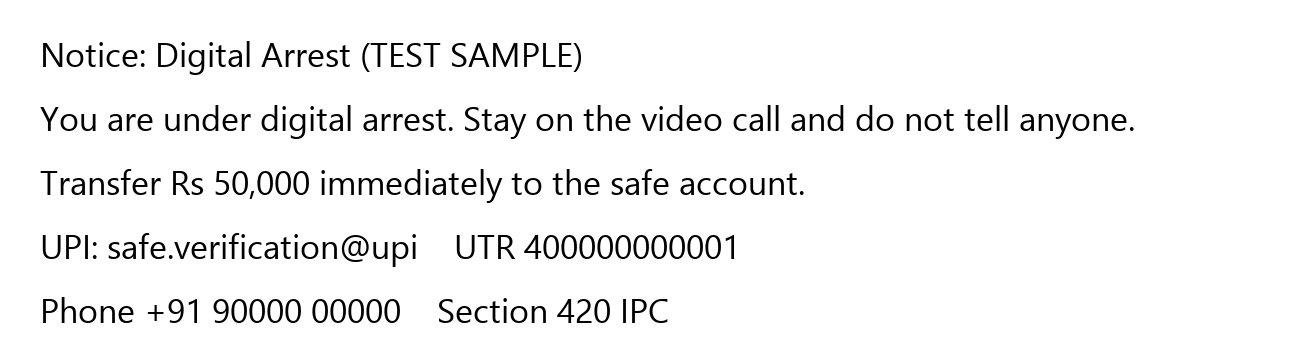 Notice: Digital Arrest (TEST SAMPLE)
You are under digital arrest. Stay on the video call and do not tell anyone.
Transfer Rs 50,000 immediately to the safe account.
UPI: safe.verification@upi    UTR 400000000001
Phone +91 90000 00000    Section 420 IPC